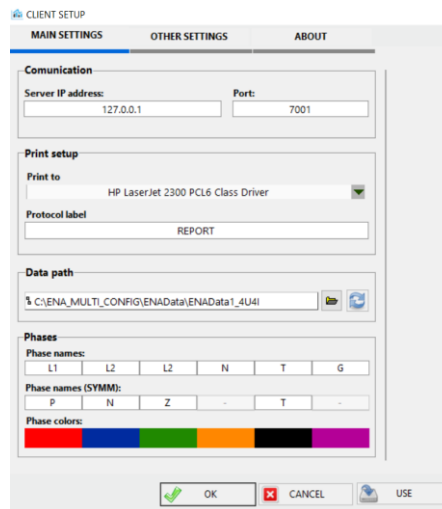 CLIENT SETUP
MAIN SETTINGS OTHER SETTINGS ABOUT
Comunication
Server IP address: Port:
127.0.0.1 7001
Print setup
Print to
HP LaserJet 2300 PCL6 Class Driver
Protocol label
REPORT
Data path
C:\ENA_MULTI_CONFIG\ENAData\ENAData1_4U4I
Phases
Phase names:
L1 L2 L2 N T G
Phase names (SYMM):
P N Z - T -
Phase colors:
OK CANCEL USE